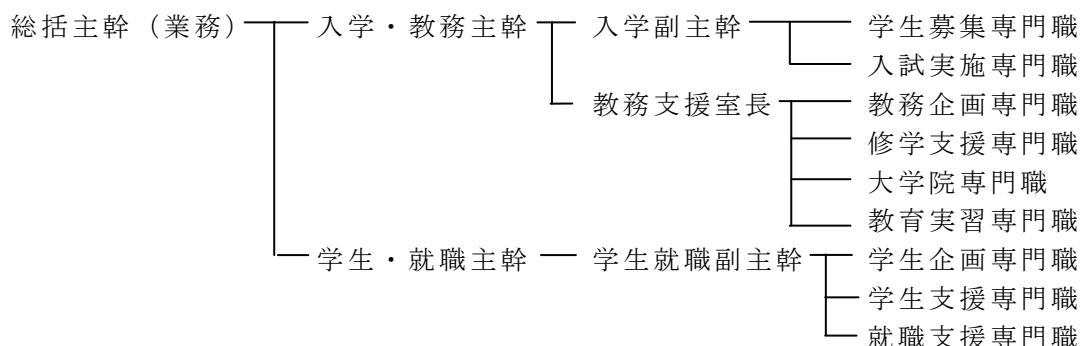 総括主幹（業務） 入学・教務主幹 入学副主幹 学生募集専門職
入試実施専門職
教務支援室長 教務企画専門職
修学支援専門職
大学院専門職
教育実習専門職
学生・就職主幹 学生就職副主幹 学生企画専門職
学生支援専門職
就職支援専門職